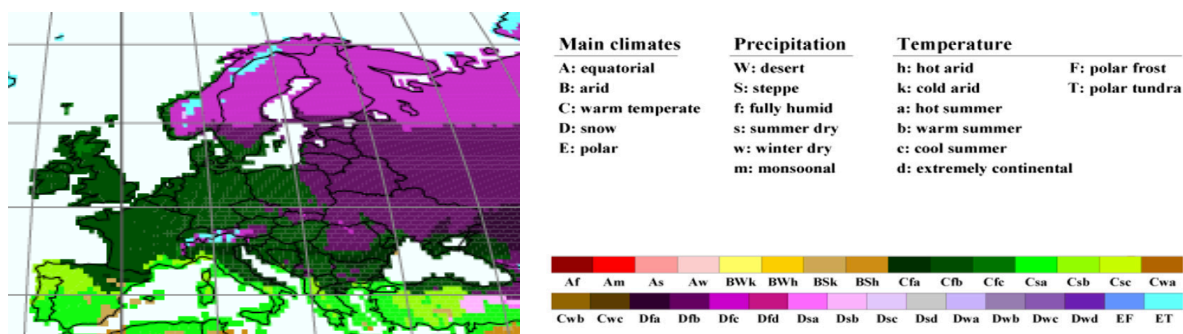 Main climates
A: equatorial
B: arid
C: warm temperate
D: snow
E: polar
Precipitation
W: desert
S: steppe
f: fully humid
s: summer dry
w: winter dry
m: monsoonal
Temperature
h: hot arid
k: cold arid
a: hot summer
b: warm summer
c: cool summer
d: extremely continental
F: polar frost
T: polar tundra
Af Am As Aw BWk BWh BSk BSh Cfa Cfb Cfc Csa Csb Csc Cwa
Cwb Cwc Dfa Dfb Dfc Dfd Dsa Dsb Dsc Dsd Dwa Dwb Dwc Dwd EF ET